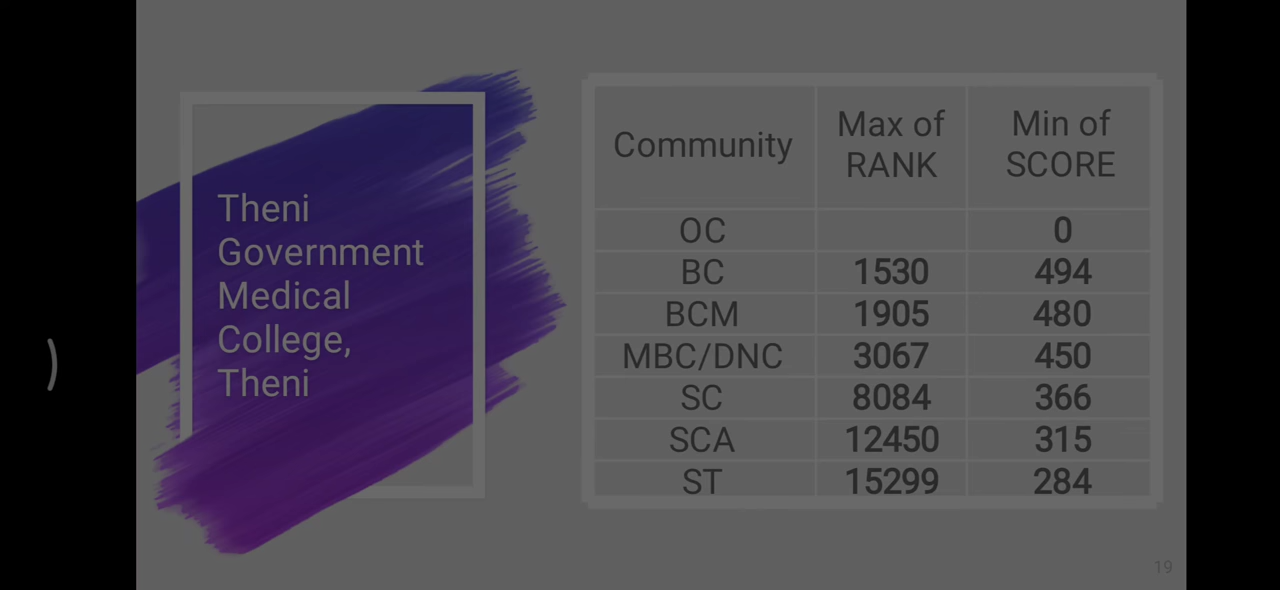 Theni
Government
Medical
College,
Theni
Community Max of RANK Min of SCORE
OC 0
BC 1530 494
BCM 1905 480
MBC/DNC 3067 450
SC 8084 366
SCA 12450 315
ST 15299 284
19